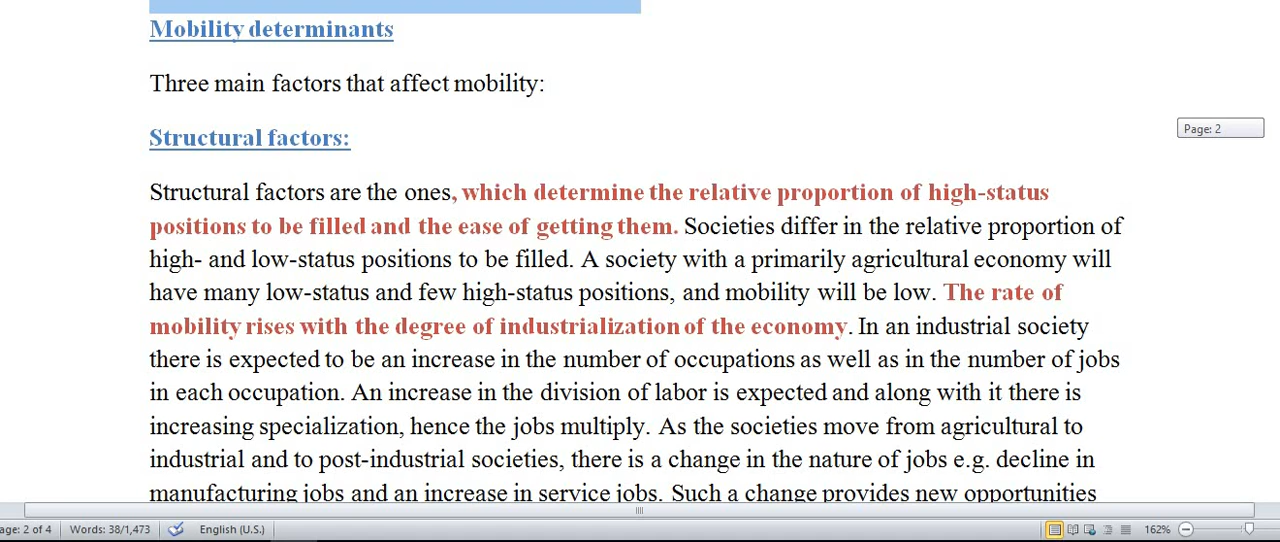 Mobility determinants
Three main factors that affect mobility:
Page: 2
Structural factors:
Structural factors are the ones, which determine the relative proportion of high-status
positions to be filled and the ease of getting them. Societies differ in the relative proportion of
high- and low-status positions to be filled. A society with a primarily agricultural economy will
have many low-status and few high-status positions, and mobility will be low. The rate of
mobility rises with the degree of industrialization of the economy. In an industrial society
there is expected to be an increase in the number of occupations as well as in the number of jobs
in each occupation. An increase in the division of labor is expected and along with it there is
increasing specialization, hence the jobs multiply. As the societies move from agricultural to
industrial and to post-industrial societies, there is a change in the nature of jobs e.g. decline in
manufacturing jobs and an increase in service jobs. Such a change provides new opportunities
age: 2 of 4 Words: 38/1,473 English (U.S.) 162%